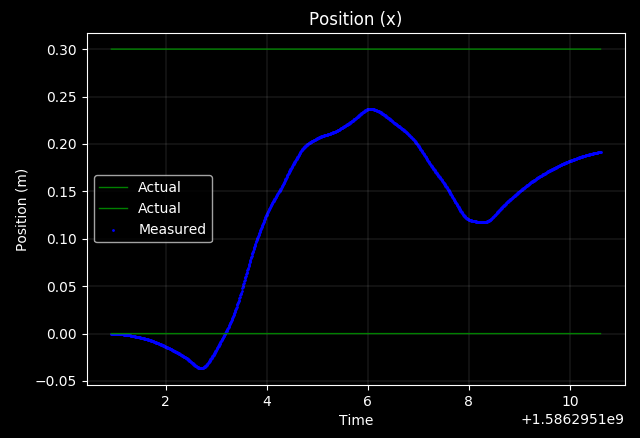 Position (x)
0.30
0.25
0.20
0.15
0.10
0.05
0.00
−0.05
Position (m)
Actual
Actual
Measured
2 4 6 8 10
Time
+1.5862951e9